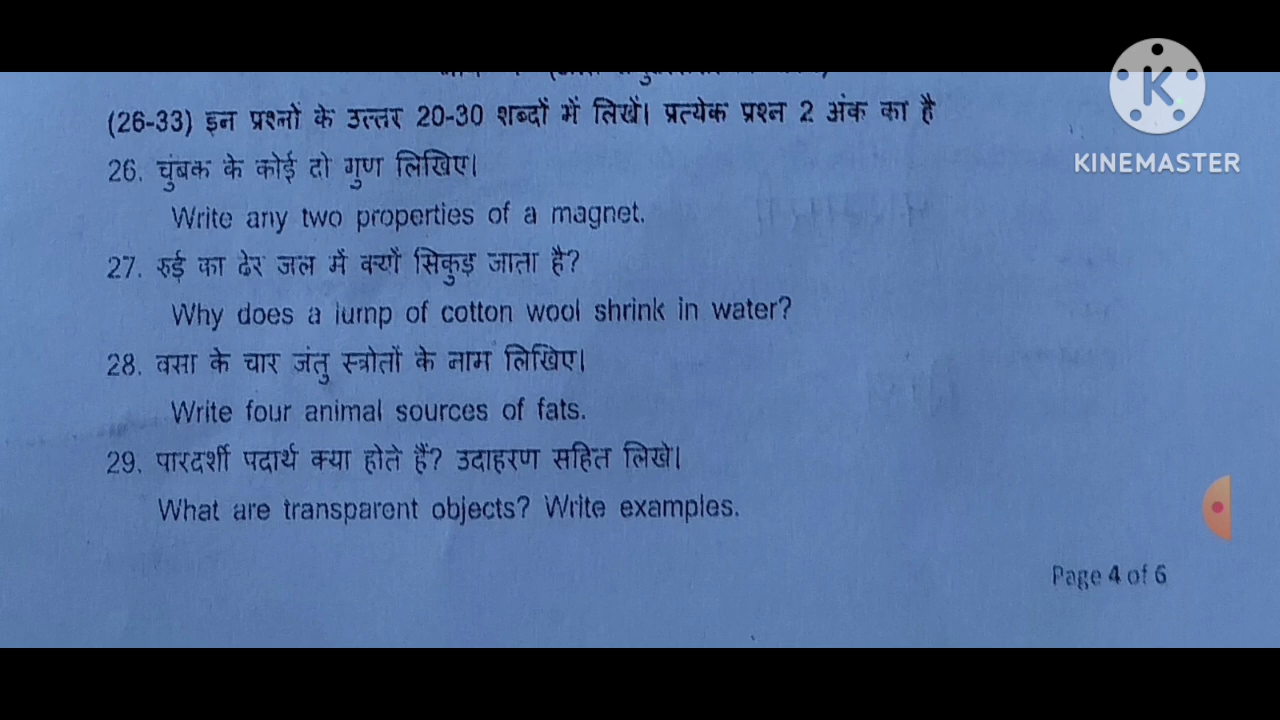 (26-33) इन प्रश्नों के उत्तर 20-30 शब्दों में लिखें। प्रत्येक प्रश्न 2 अंक का है
KINEMASTER
26. चुंबक के कोई दो गुण लिखिए।
Write any two properties of a magnet.
27. रुई का ढेर जल में क्यों सिकुड़ जाता है?
Why does a lump of cotton wool shrink in water?
28. वसा के चार जंतु स्त्रोतों के नाम लिखिए।
Write four animal sources of fats.
29. पारदर्शी पदार्थ क्या होते हैं? उदाहरण सहित लिखे।
What are transparent objects? Write examples.
Page 4 of 6